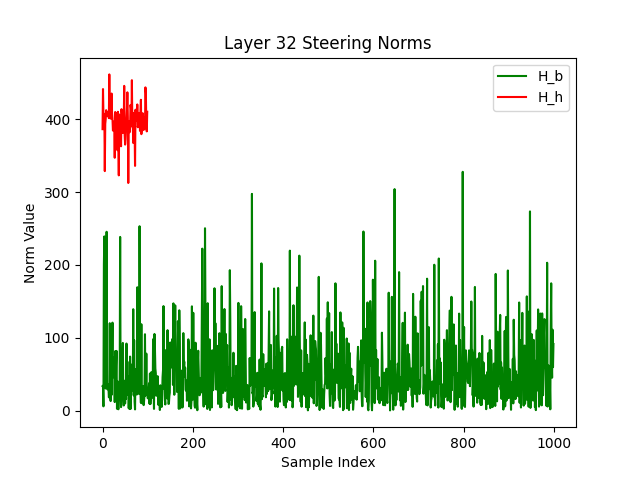 Layer 32 Steering Norms
H_b
H_h
Norm Value
400
300
200
100
0
0 200 400 600 800 1000
Sample Index